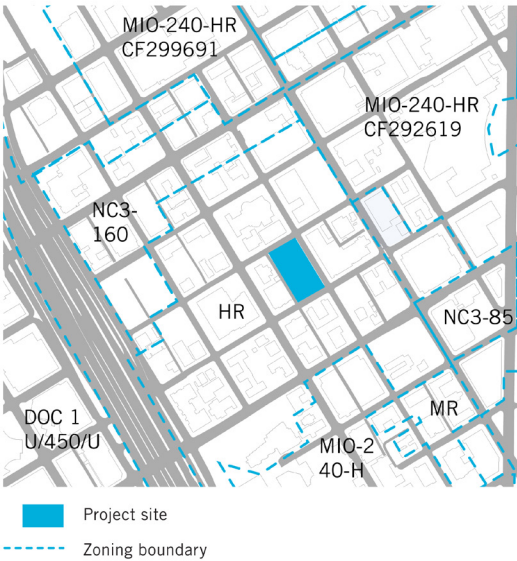 MIO-240-HR
CF299691
MIO-240-HR
CF292619
NC3-
160
HR
NC3-85
DOC 1
U/450/U
MR
MIO-2
40-H
Project site
Zoning boundary